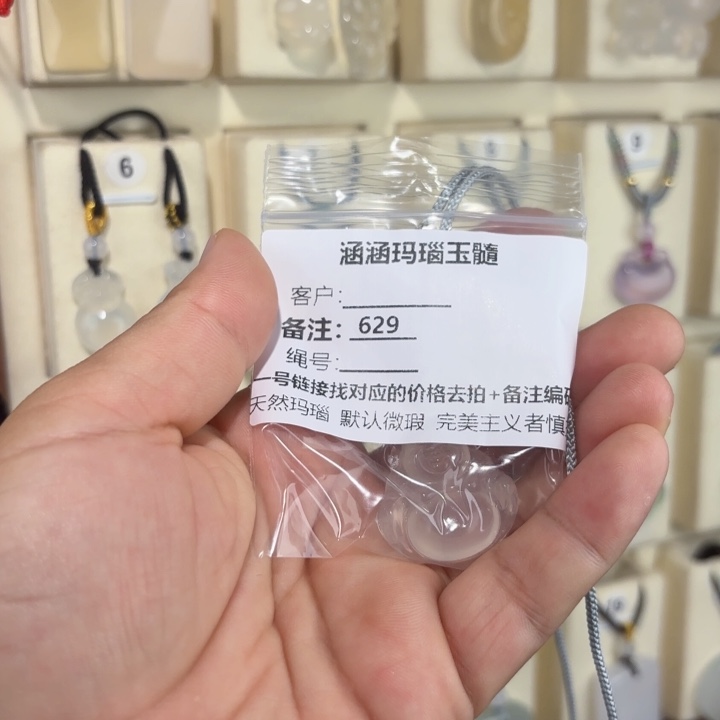 涵涵玛瑙玉髓
客户:
备注: 629
绳号:
一号链接找对应的价格去拍+备注编
天然玛瑙 默认微瑕 完美主义者慎
6
9